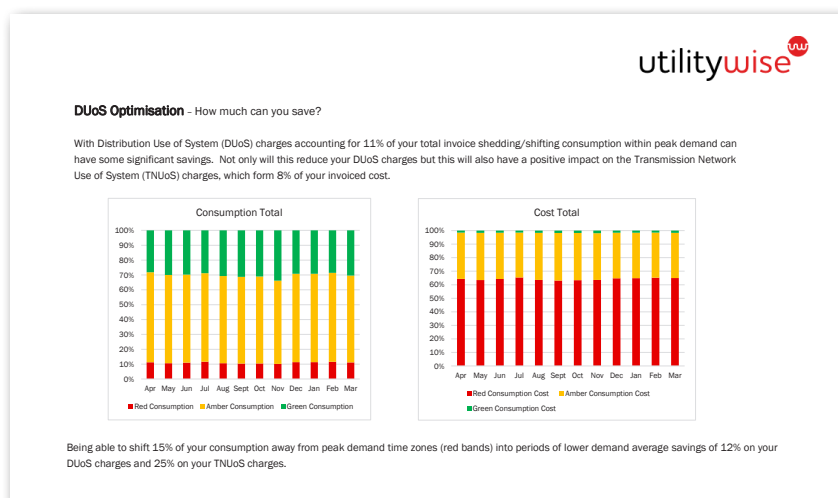 utilitywise
uw
DUoS Optimisation – How much can you save?
With Distribution Use of System (DUoS) charges accounting for 11% of your total invoice shedding/shifting consumption within peak demand can
have some significant savings. Not only will this reduce your DUoS charges but this will also have a positive impact on the Transmission Network
Use of System (TNUoS) charges, which form 8% of your invoiced cost.
Consumption Total
100%
90%
80%
70%
60%
50%
40%
30%
20%
10%
0%
Apr May Jun Jul Aug Sept Oct Nov Dec Jan Feb Mar
Red Consumption Amber Consumption Green Consumption
Cost Total
100%
90%
80%
70%
60%
50%
40%
30%
20%
10%
0%
Apr May Jun Jul Aug Sept Oct Nov Dec Jan Feb Mar
Red Consumption Cost Amber Consumption Cost
Green Consumption Cost
Being able to shift 15% of your consumption away from peak demand time zones (red bands) into periods of lower demand average savings of 12% on your
DUoS charges and 25% on your TNUoS charges.